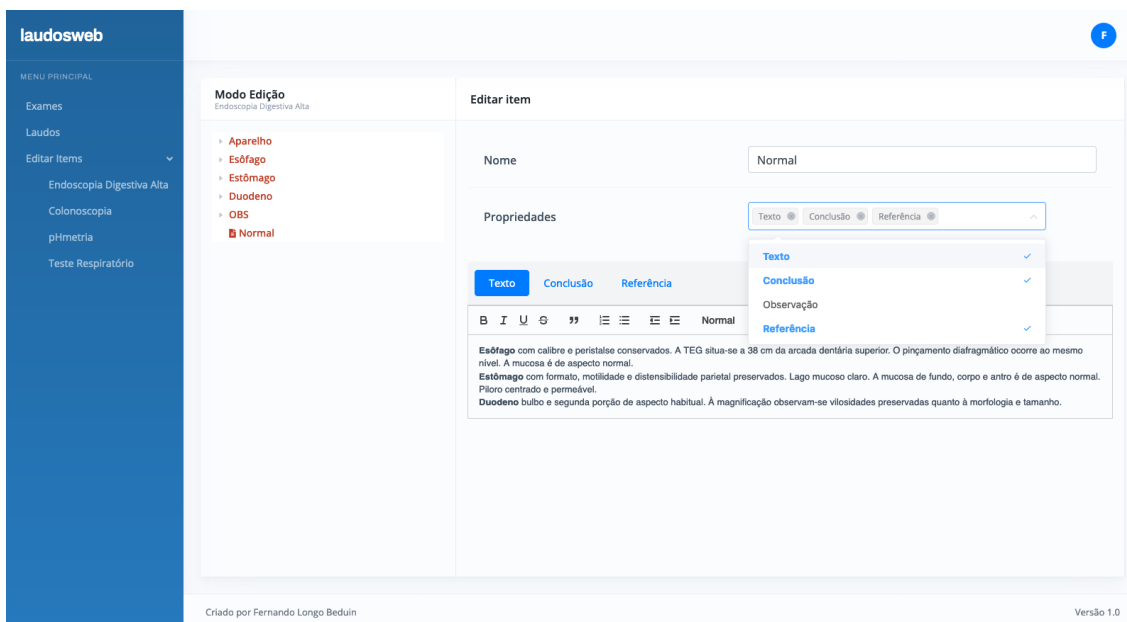 laudosweb
F
MENU PRINCIPAL
Exames
Laudos
Editar Items
Endoscopia Digestiva Alta
Colonoscopia
pHmetria
Teste Respiratório
Modo Edição
Endoscopia Digestiva Alta
Aparelho
Esôfago
Estômago
Duodeno
OBS
Normal
Editar item
Nome
Normal
Propriedades
Texto Conclusão Referência
Texto
Conclusão
Observação
Referência
Texto Conclusão Referência
B I U S Normal
Esôfago com calibre e peristalse conservados. A TEG situa-se a 38 cm da arcada dentária superior. O pinçamento diafragmático ocorre ao mesmo
nível. A mucosa é de aspecto normal.
Estômago com formato, motilidade e distensibilidade parietal preservados. Lago mucoso claro. A mucosa de fundo, corpo e antro é de aspecto normal.
Piloro centrado e permeável.
Duodeno bulbo e segunda porção de aspecto habitual. À magnificação observam-se vilosidades preservadas quanto à morfologia e tamanho.
Criado por Fernando Longo Beduin
Versão 1.0